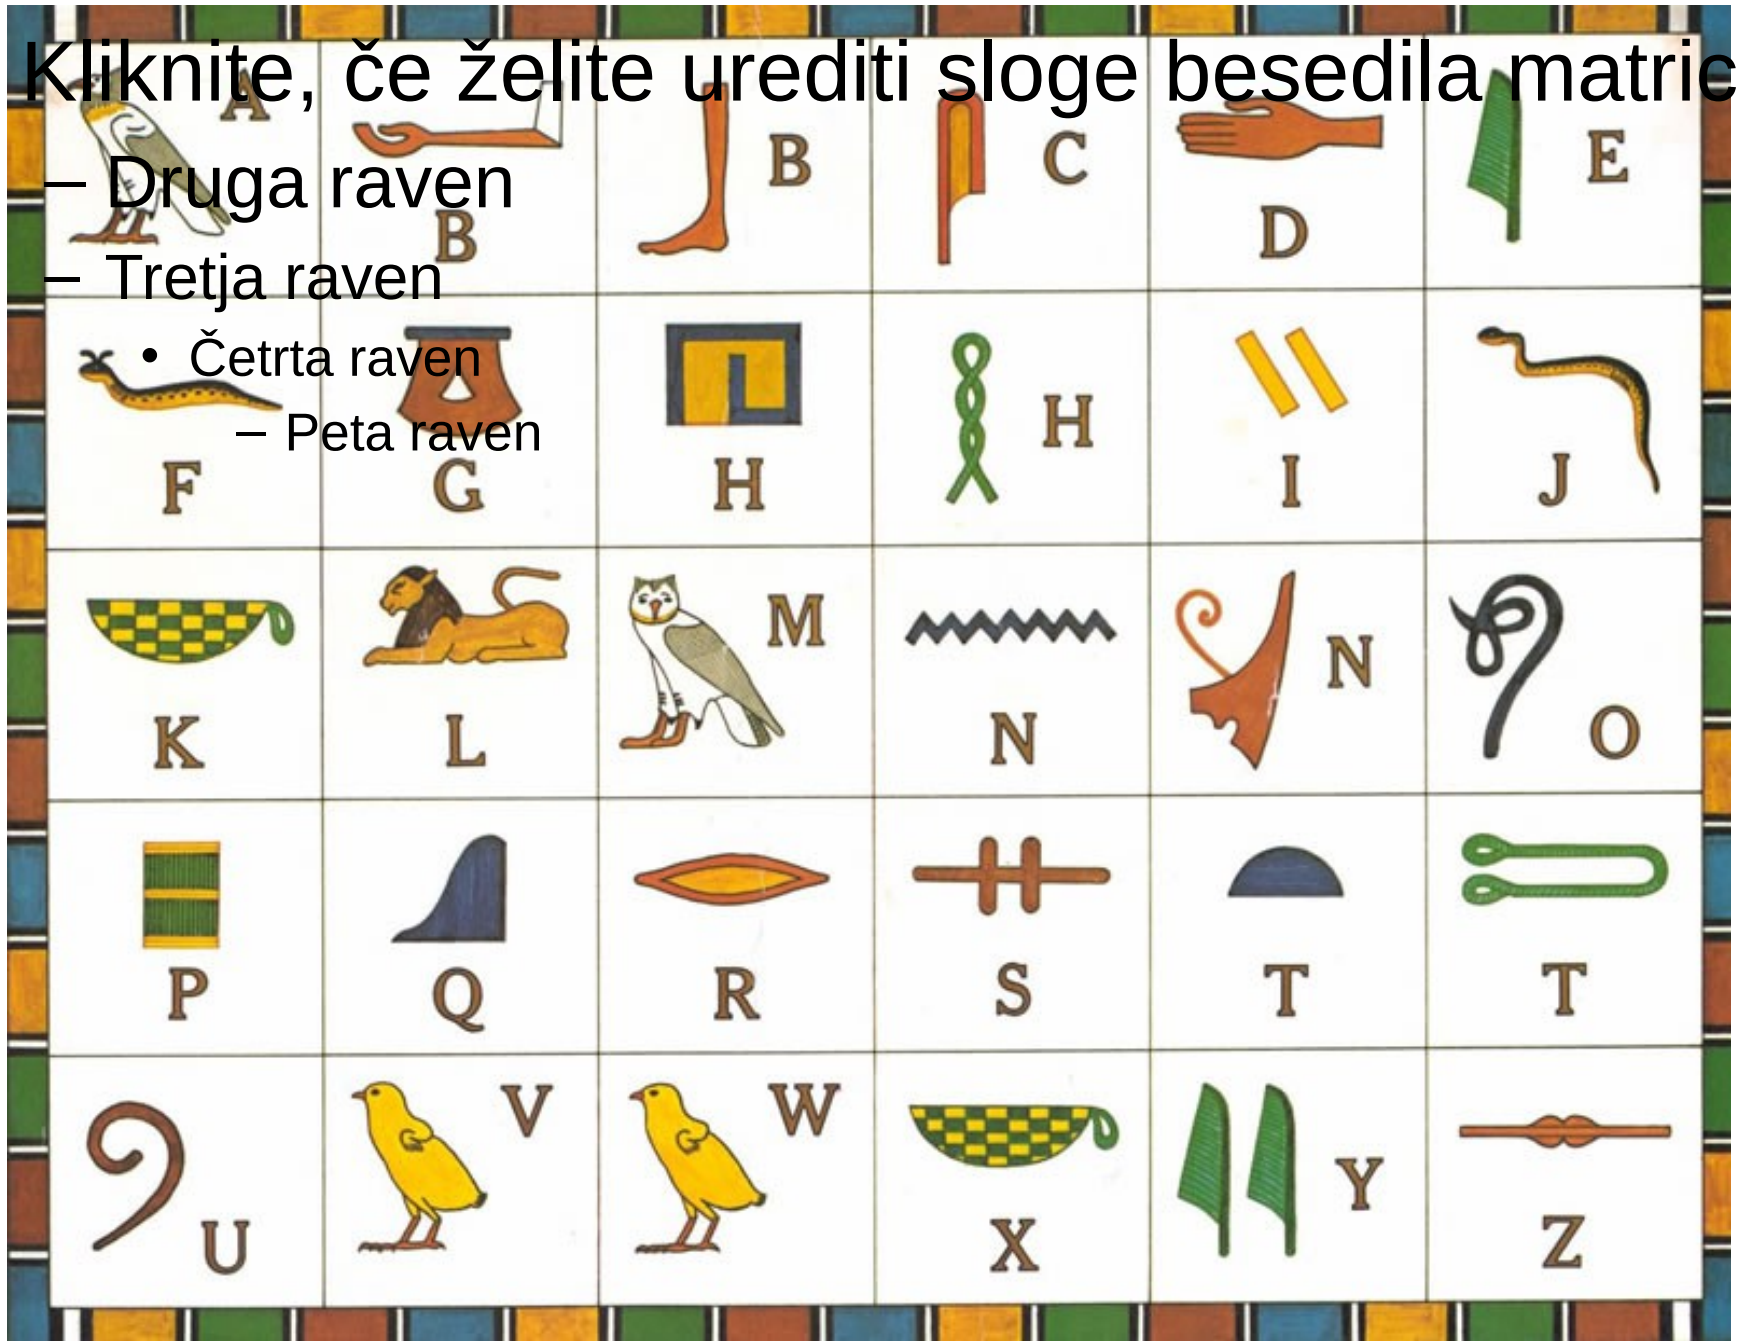 Kliknite, če želite urediti sloge besedila matric
– Druga raven
– Tretja raven
• Četrta raven
– Peta raven
A B B C D E
F G H H I J
K L M N N O
P Q R S T T
U V W X Y Z